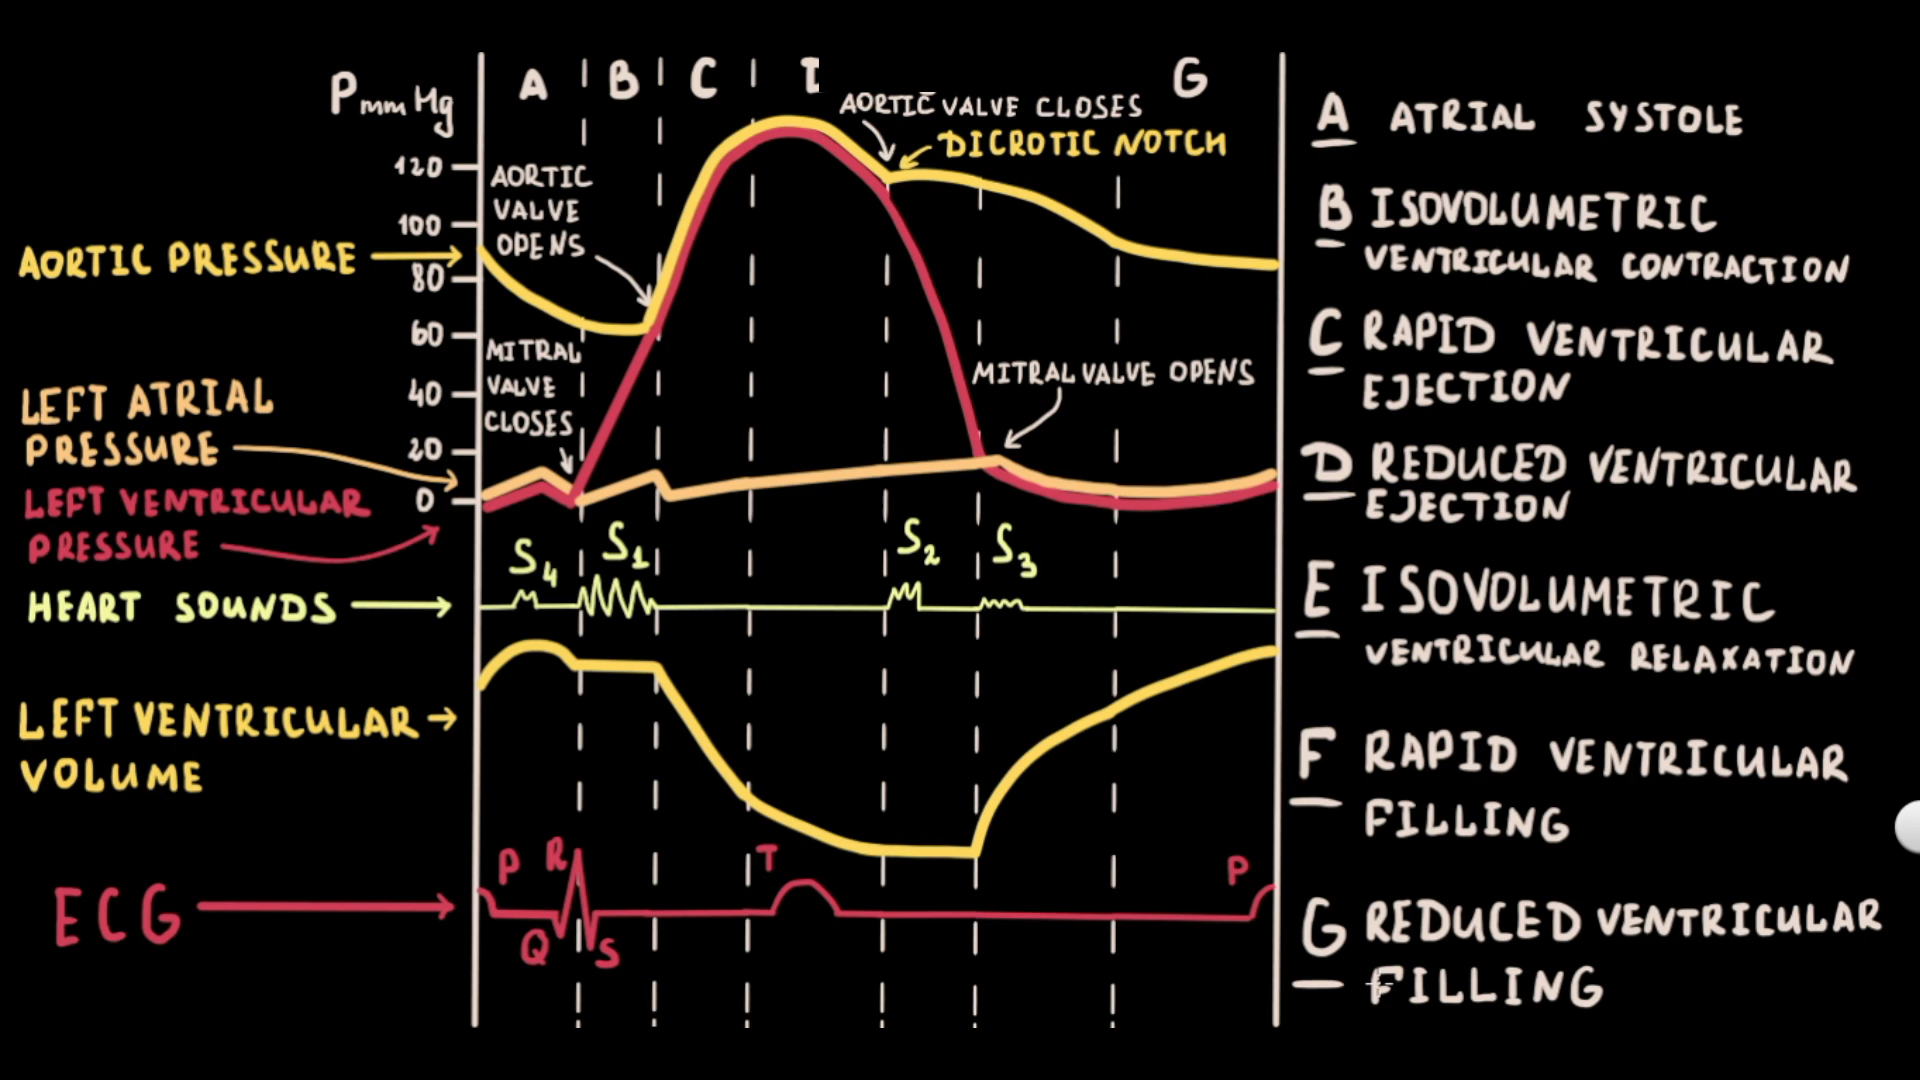 A B C G
P mm Hg
120
100
80
60
40
20
0
AORTIC VALVE CLOSES
DICROTIC NOTCH
AORTIC
VALVE
OPENS
MITRAL
VALVE
CLOSES
MITRAL VALVE OPENS
AORTIC PRESSURE
LEFT ATRIAL
PRESSURE
LEFT VENTRICULAR
PRESSURE
HEART SOUNDS
S4 S1 S2 S3
LEFT VENTRICULAR
VOLUME
ECG
P R T P
Q S
A ATRIAL SYSTOLE
B ISOVOLUMETRIC
VENTRICULAR CONTRACTION
C RAPID VENTRICULAR
EJECTION
D REDUCED VENTRICULAR
EJECTION
E ISOVOLUMETRIC
VENTRICULAR RELAXATION
F RAPID VENTRICULAR
FILLING
G REDUCED VENTRICULAR
FILLING